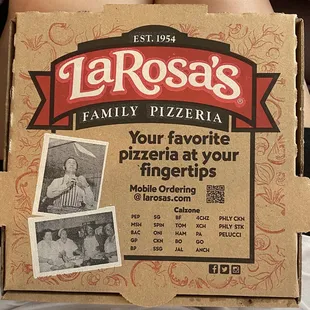 EST. 1954
LAROSA'S®
FAMILY PIZZERIA
Your favorite
pizzeria at your
fingertips
Mobile Ordering
@ larosas.com
Calzone
PEP SG BF 4CHZ PHLY CKN
MSH SPIN TOM XCH PHLY STK
BAC ONI HAM PA PELUCCI
GP CKN BO GO
BP SSG JAL ANCH